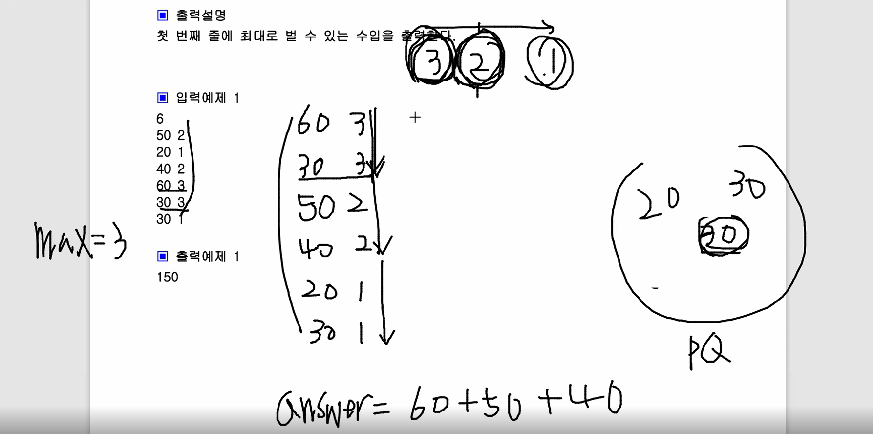 ■ 출력설명
첫 번째 줄에 최대로 벌 수 있는 수입을 출력한다.
3 2 1
■ 입력예제 1
6
50 2
20 1
40 2
60 3
30 3
30 1
■ 출력예제 1
150
max=3
60 3
30 3
50 2
40 2
20 1
30 1
20 30
30
PQ
answer= 60+50+40